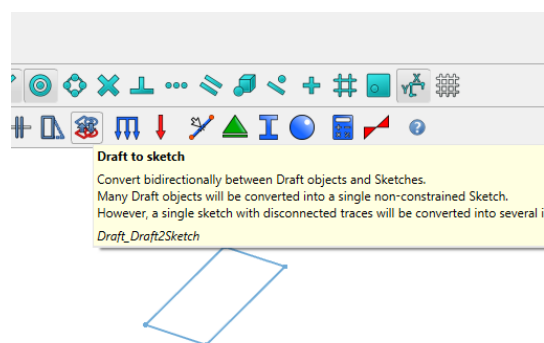 Draft to sketch
Convert bidirectionally between Draft objects and Sketches.
Many Draft objects will be converted into a single non-constrained Sketch.
However, a single sketch with disconnected traces will be converted into several i
Draft_Draft2Sketch